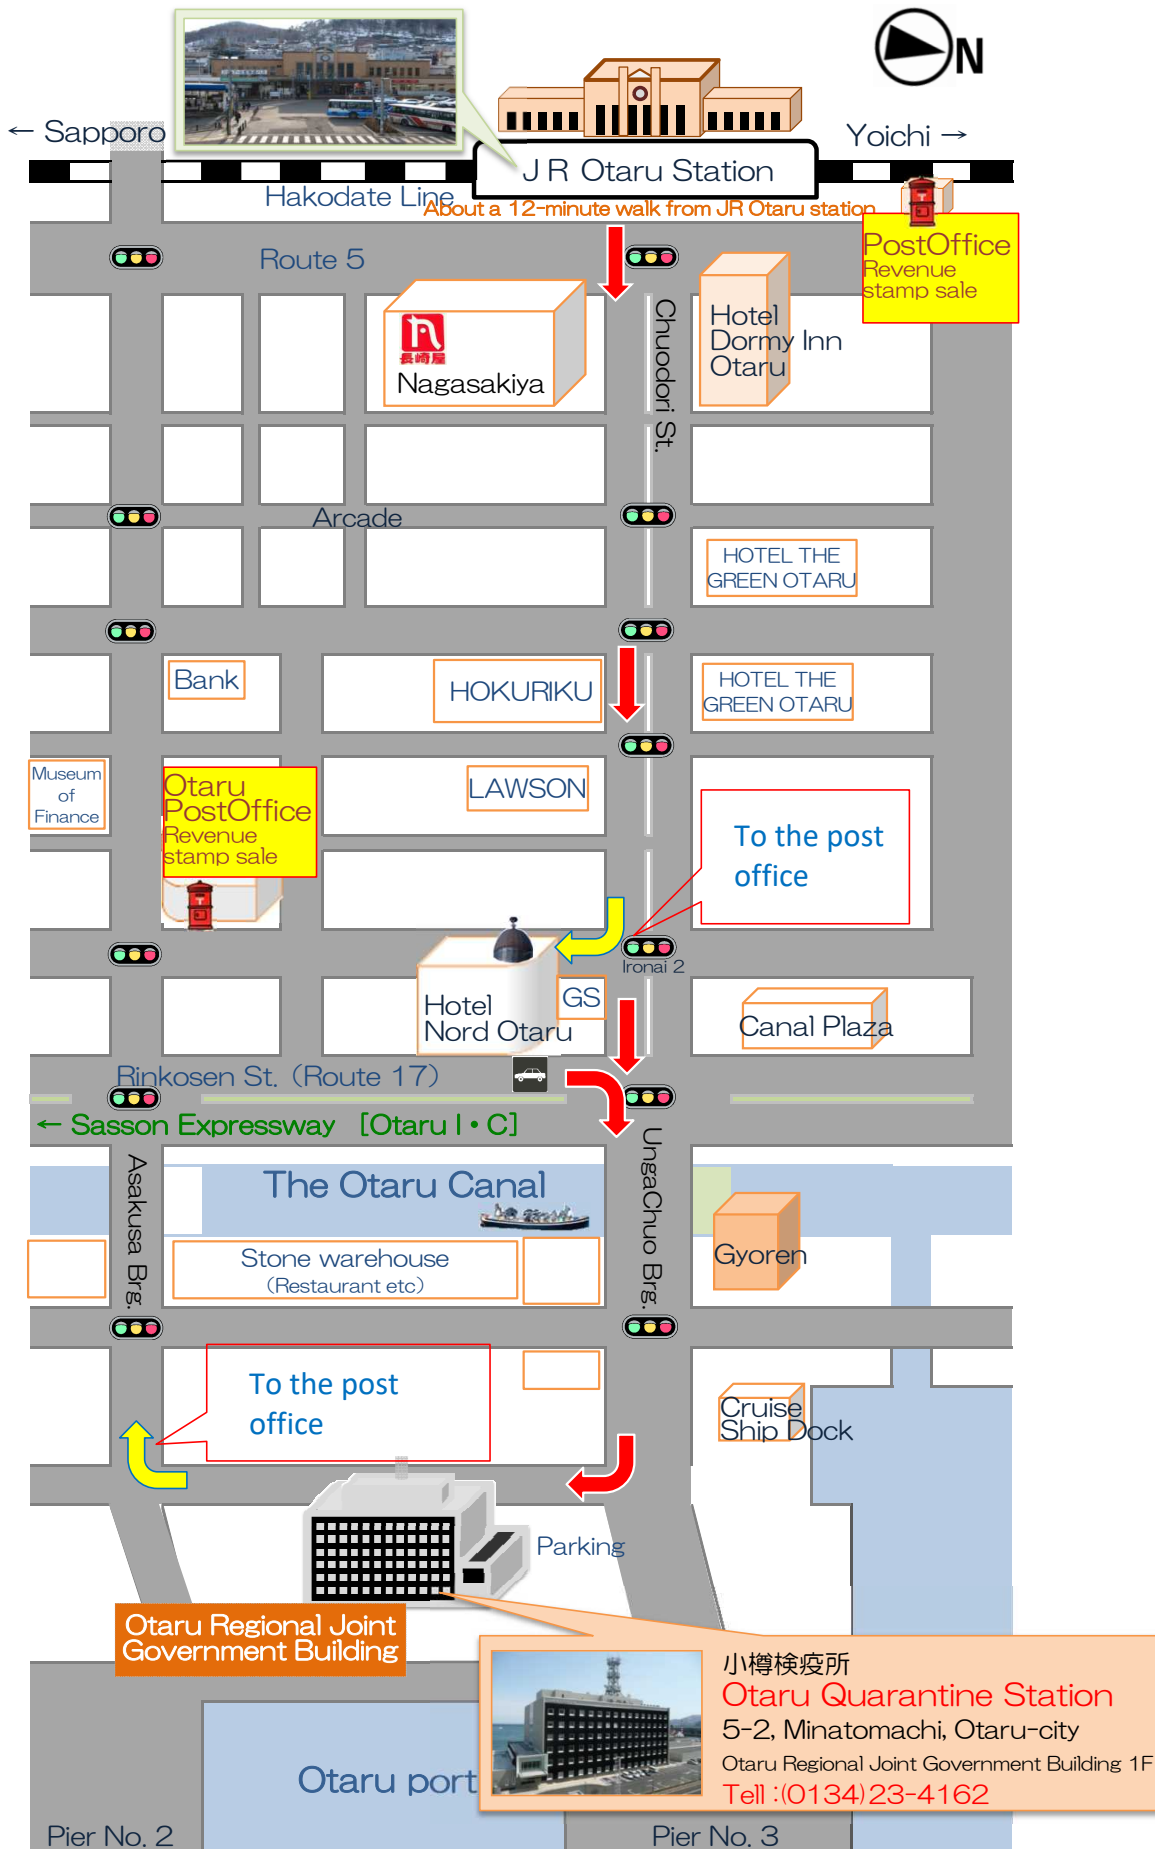 N
← Sapporo
Yoichi →
JR Otaru Station
Hakodate Line
About a 12-minute walk from JR Otaru station
Route 5
PostOffice
Revenue
stamp sale
長崎屋
Nagasakiya
Chuodori St.
Hotel
Dormy Inn
Otaru
Arcade
HOTEL THE
GREEN OTARU
Bank
HOKURIKU
HOTEL THE
GREEN OTARU
Museum
of
Finance
Otaru
PostOffice
Revenue
stamp sale
LAWSON
To the post
office
Ironai 2
Hotel
Nord Otaru
GS
Canal Plaza
Rinkosen St. (Route 17)
← Sasson Expressway [Otaru I・C]
Asakusa Brg.
The Otaru Canal
UngaChuo Brg.
Stone warehouse
(Restaurant etc)
Gyoren
To the post
office
Cruise
Ship Dock
Parking
Otaru Regional Joint
Government Building
小樽検疫所
Otaru Quarantine Station
5-2, Minatomachi, Otaru-city
Otaru Regional Joint Government Building 1F
Tell :(0134)23-4162
Otaru port
Pier No. 2
Pier No. 3